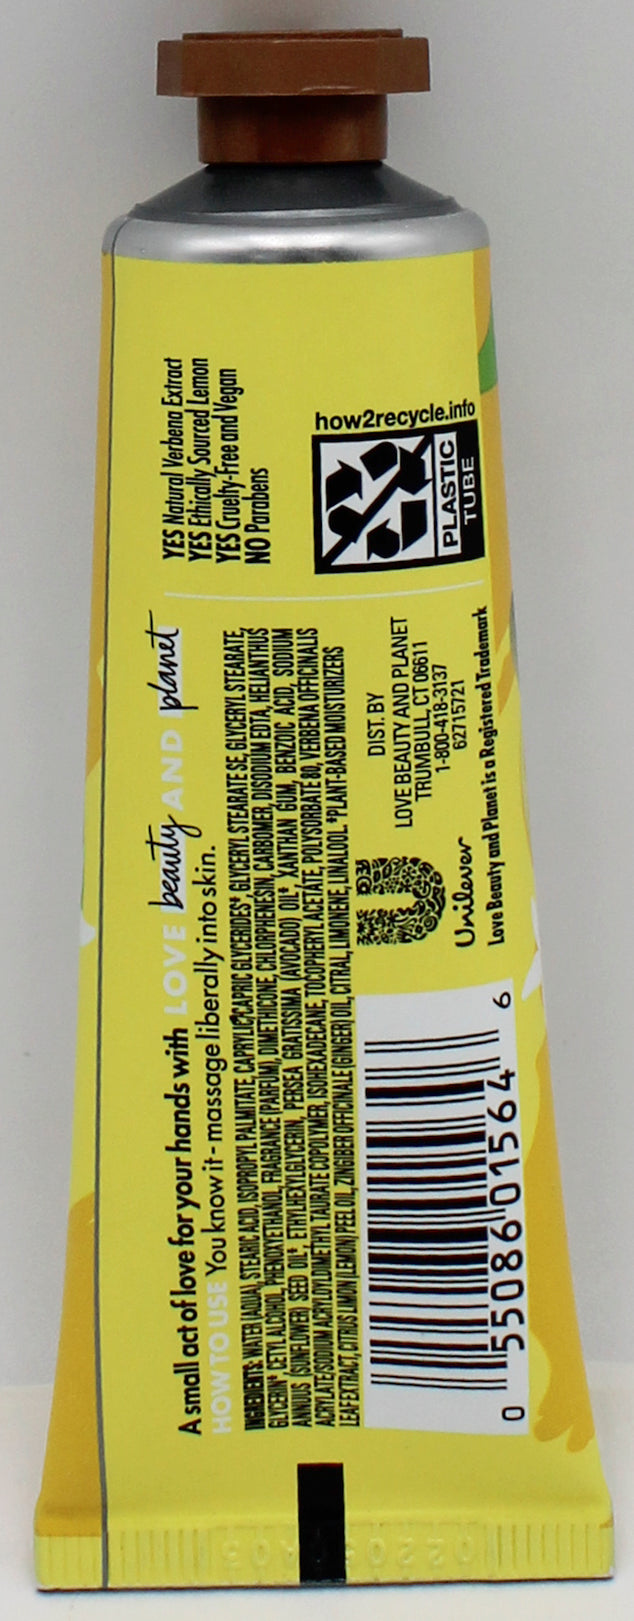 A small act of love for your hands with LOVE beauty AND planet
HOW TO USE You know it - massage liberally into skin.
INGREDIENTS: WATER (AQUA), STEARIC ACID, ISOPROPYL PALMITATE, CAPRYLIC/CAPRIC GLYCERIDES*, GLYCERYL STEARATE SE, GLYCERYL STEARATE,
GLYCERIN*, CETYL ALCOHOL, PHENOXYETHANOL, FRAGRANCE (PARFUM), DIMETHICONE, CHLORPHENESIN, CARBOMER, DISODIUM EDTA, HELIANTHUS
ANNUUS (SUNFLOWER) SEED OIL*, ETHYLHEXYLGLYCERIN, PERSEA GRATISSIMA (AVOCADO) OIL*, XANTHAN GUM, BENZOIC ACID, SODIUM
ACRYLATE/SODIUM ACRYLOYLDIMETHYL TAURATE COPOLYMER, ISOHEXADECANE, TOCOPHERYL ACETATE, POLYSORBATE 80, VERBENA OFFICINALIS
LEAF EXTRACT, CITRUS LIMON (LEMON) PEEL OIL, ZINGIBER OFFICINALE (GINGER) OIL, CITRAL, LIMONENE, LINALOOL. *PLANT-BASED MOISTURIZERS
YES Natural Verbena Extract
YES Ethically Sourced Lemon
YES Cruelty-Free and Vegan
NO Parabens
how2recycle.info
PLASTIC
TUBE
DIST. BY
LOVE BEAUTY AND PLANET
TRUMBULL, CT 06611
1-800-418-3137
62715721
Unilever
Love Beauty and Planet is a Registered Trademark
0 55086 01564 6